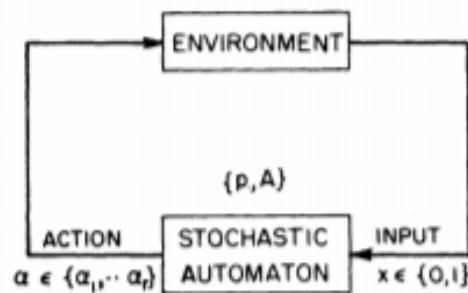 ENVIRONMENT
{p, A}
ACTION
α ∈ {α₁, ·· αᵣ}
STOCHASTIC
AUTOMATON
INPUT
x ∈ {0, 1}